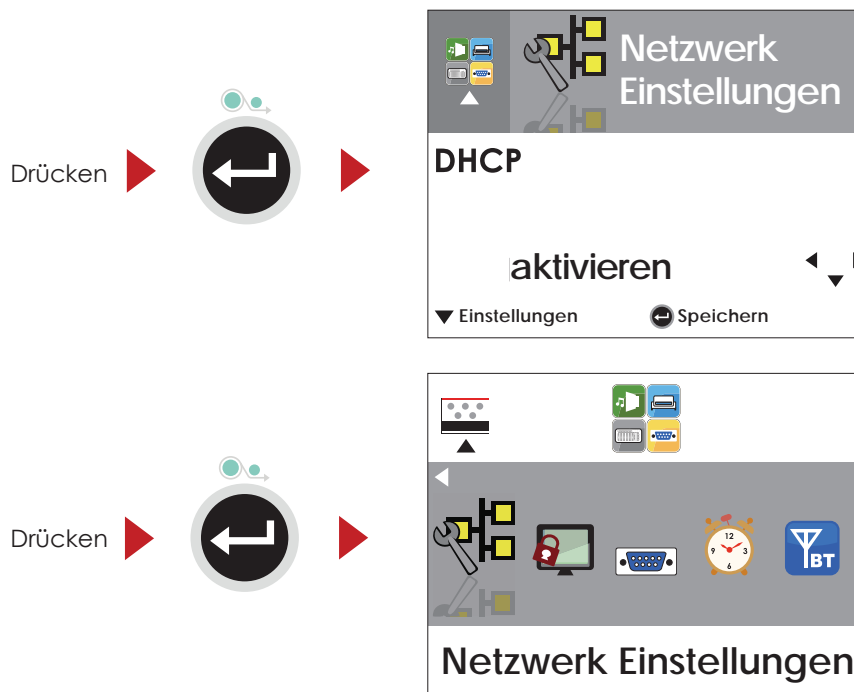 Netzwerk
Einstellungen
Drücken
DHCP
aktivieren
Einstellungen Speichern
Drücken
12
9 3
6
BT
Netzwerk Einstellungen